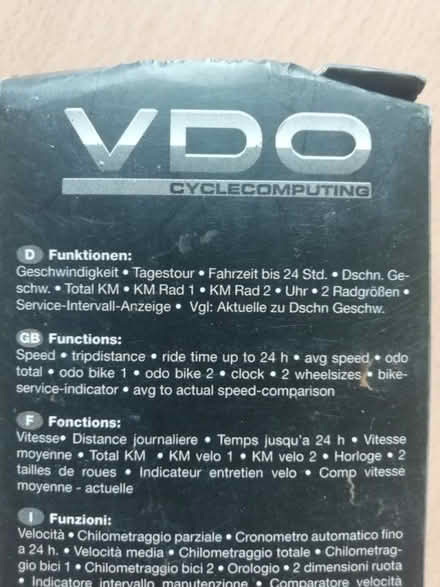 VDO
CYCLECOMPUTING
D Funktionen:
Geschwindigkeit • Tagestour • Fahrzeit bis 24 Std. • Dschn. Ge-
schw. • Total KM • KM Rad 1 • KM Rad 2 • Uhr • 2 Radgrößen •
Service-Intervall-Anzeige • Vgl: Aktuelle zu Dschn Geschw.
GB Functions:
Speed • tripdistance • ride time up to 24 h • avg speed • odo
total • odo bike 1 • odo bike 2 • clock • 2 wheelsizes • bike-
service-indicator • avg to actual speed-comparison
F Fonctions:
Vitesse• Distance journaliere • Temps jusqu'a 24 h • Vitesse
moyenne • Total KM • KM velo 1 • KM velo 2 • Horloge • 2
tailles de roues • Indicateur entretien velo • Comp vitesse
moyenne - actuelle
I Funzioni:
Velocità • Chilometraggio parziale • Cronometro automatico fino
a 24 h. • Velocità media • Chilometraggio totale • Chilometrag-
gio bici 1 • Chilometraggio bici 2 • Orologio • 2 dimensioni ruota
• Indicatore intervallo manutenzione • Comparatore velocità